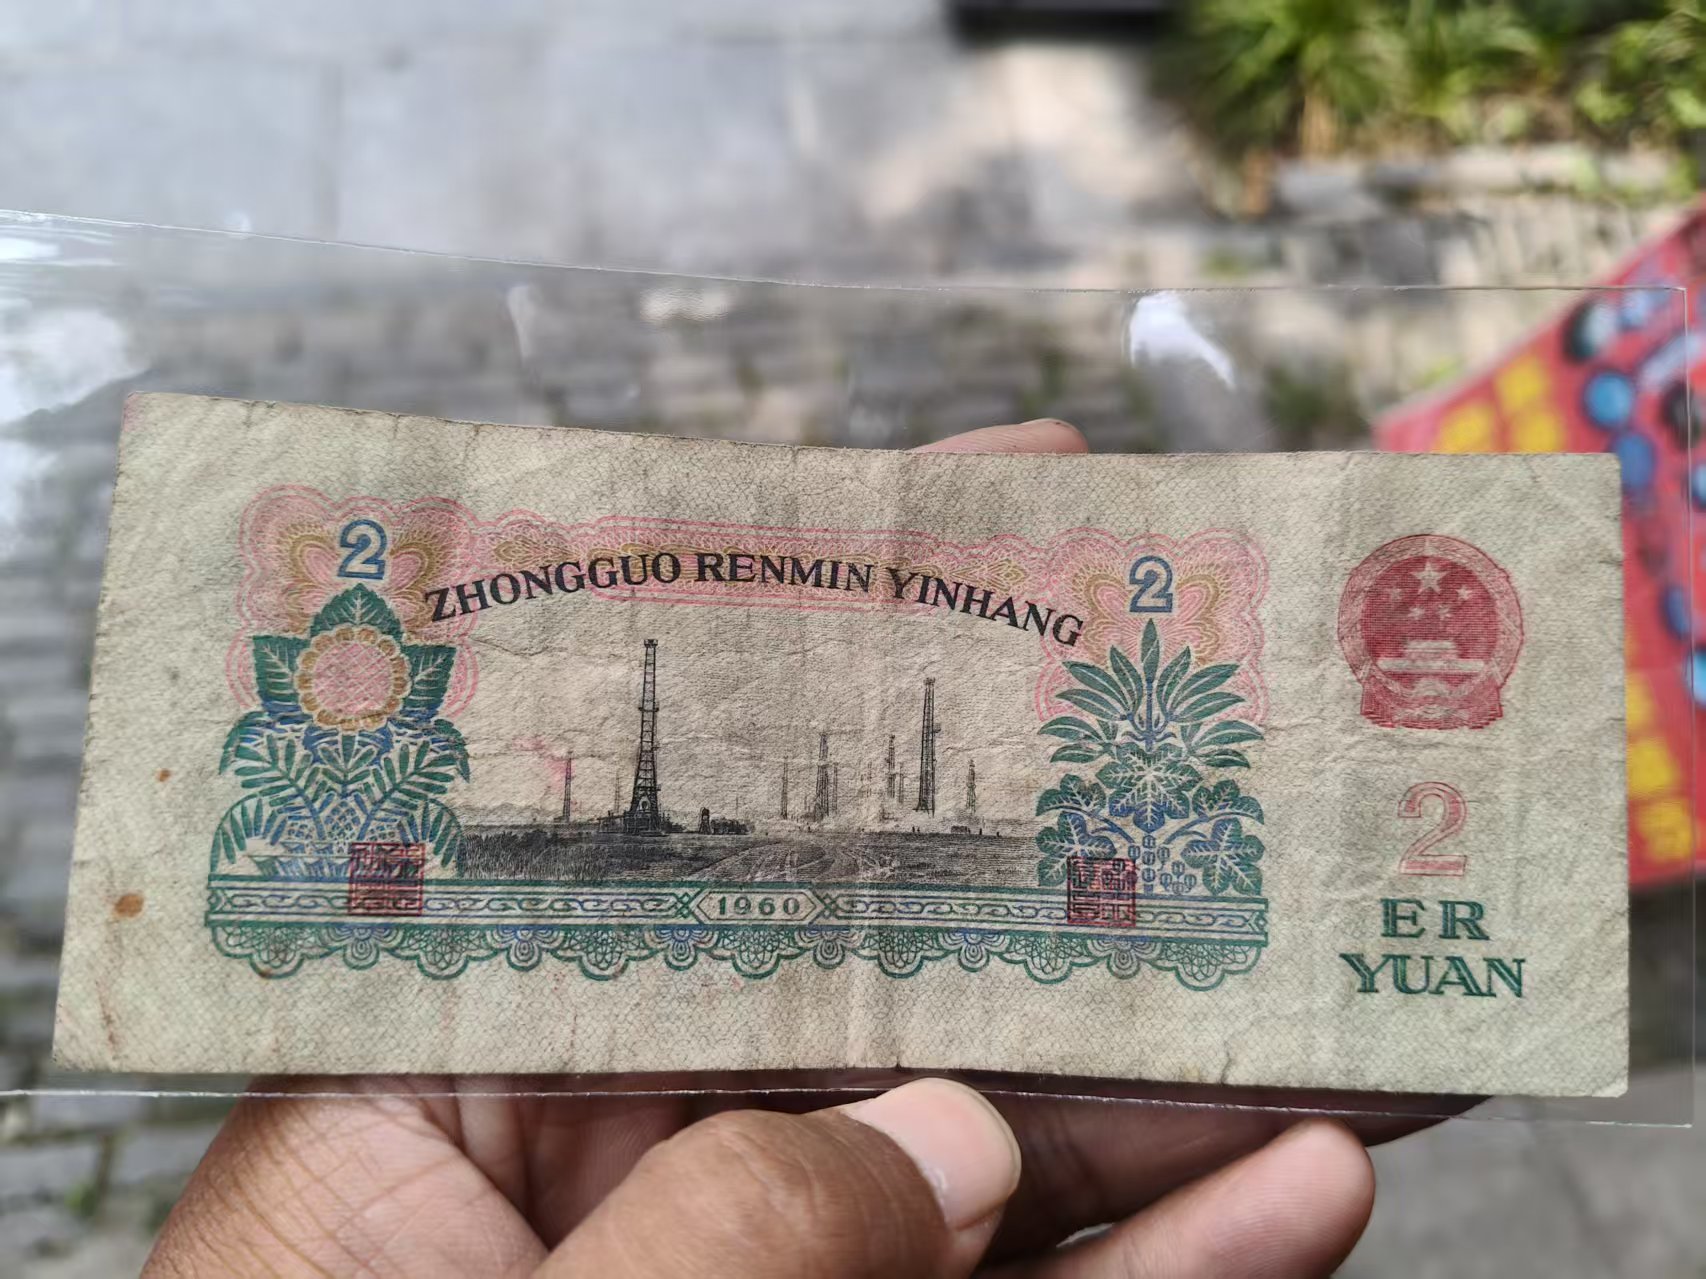 2
2
ZHONGGUO RENMIN YINHANG
1960
2
ER
YUAN